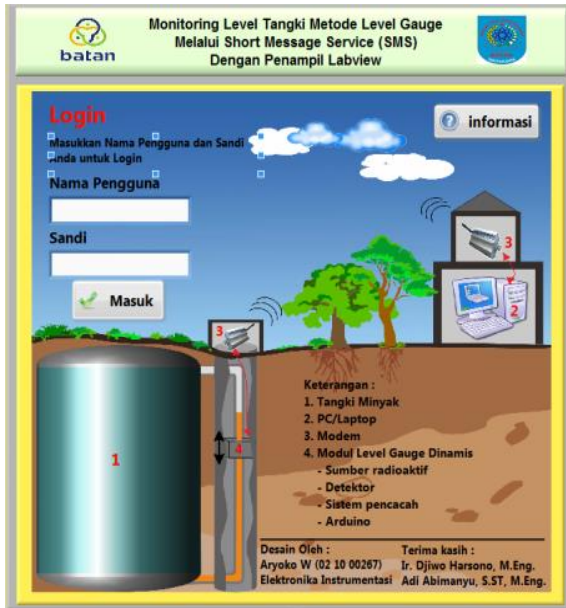 batan
Monitoring Level Tangki Metode Level Gauge
Melalui Short Message Service (SMS)
Dengan Penampil Labview
Login
Masukkan Nama Pengguna dan Sandi
Anda untuk Login
Nama Pengguna
Sandi
Masuk
? informasi
3
2
3
4
1
Keterangan :
1. Tangki Minyak
2. PC/Laptop
3. Modem
4. Modul Level Gauge Dinamis
- Sumber radioaktif
- Detektor
- Sistem pencacah
- Arduino
Desain Oleh :
Aryoko W (02 10 00267)
Elektronika Instrumentasi
Terima kasih :
Ir. Djiwo Harsono, M.Eng.
Adi Abimanyu, S.ST, M.Eng.